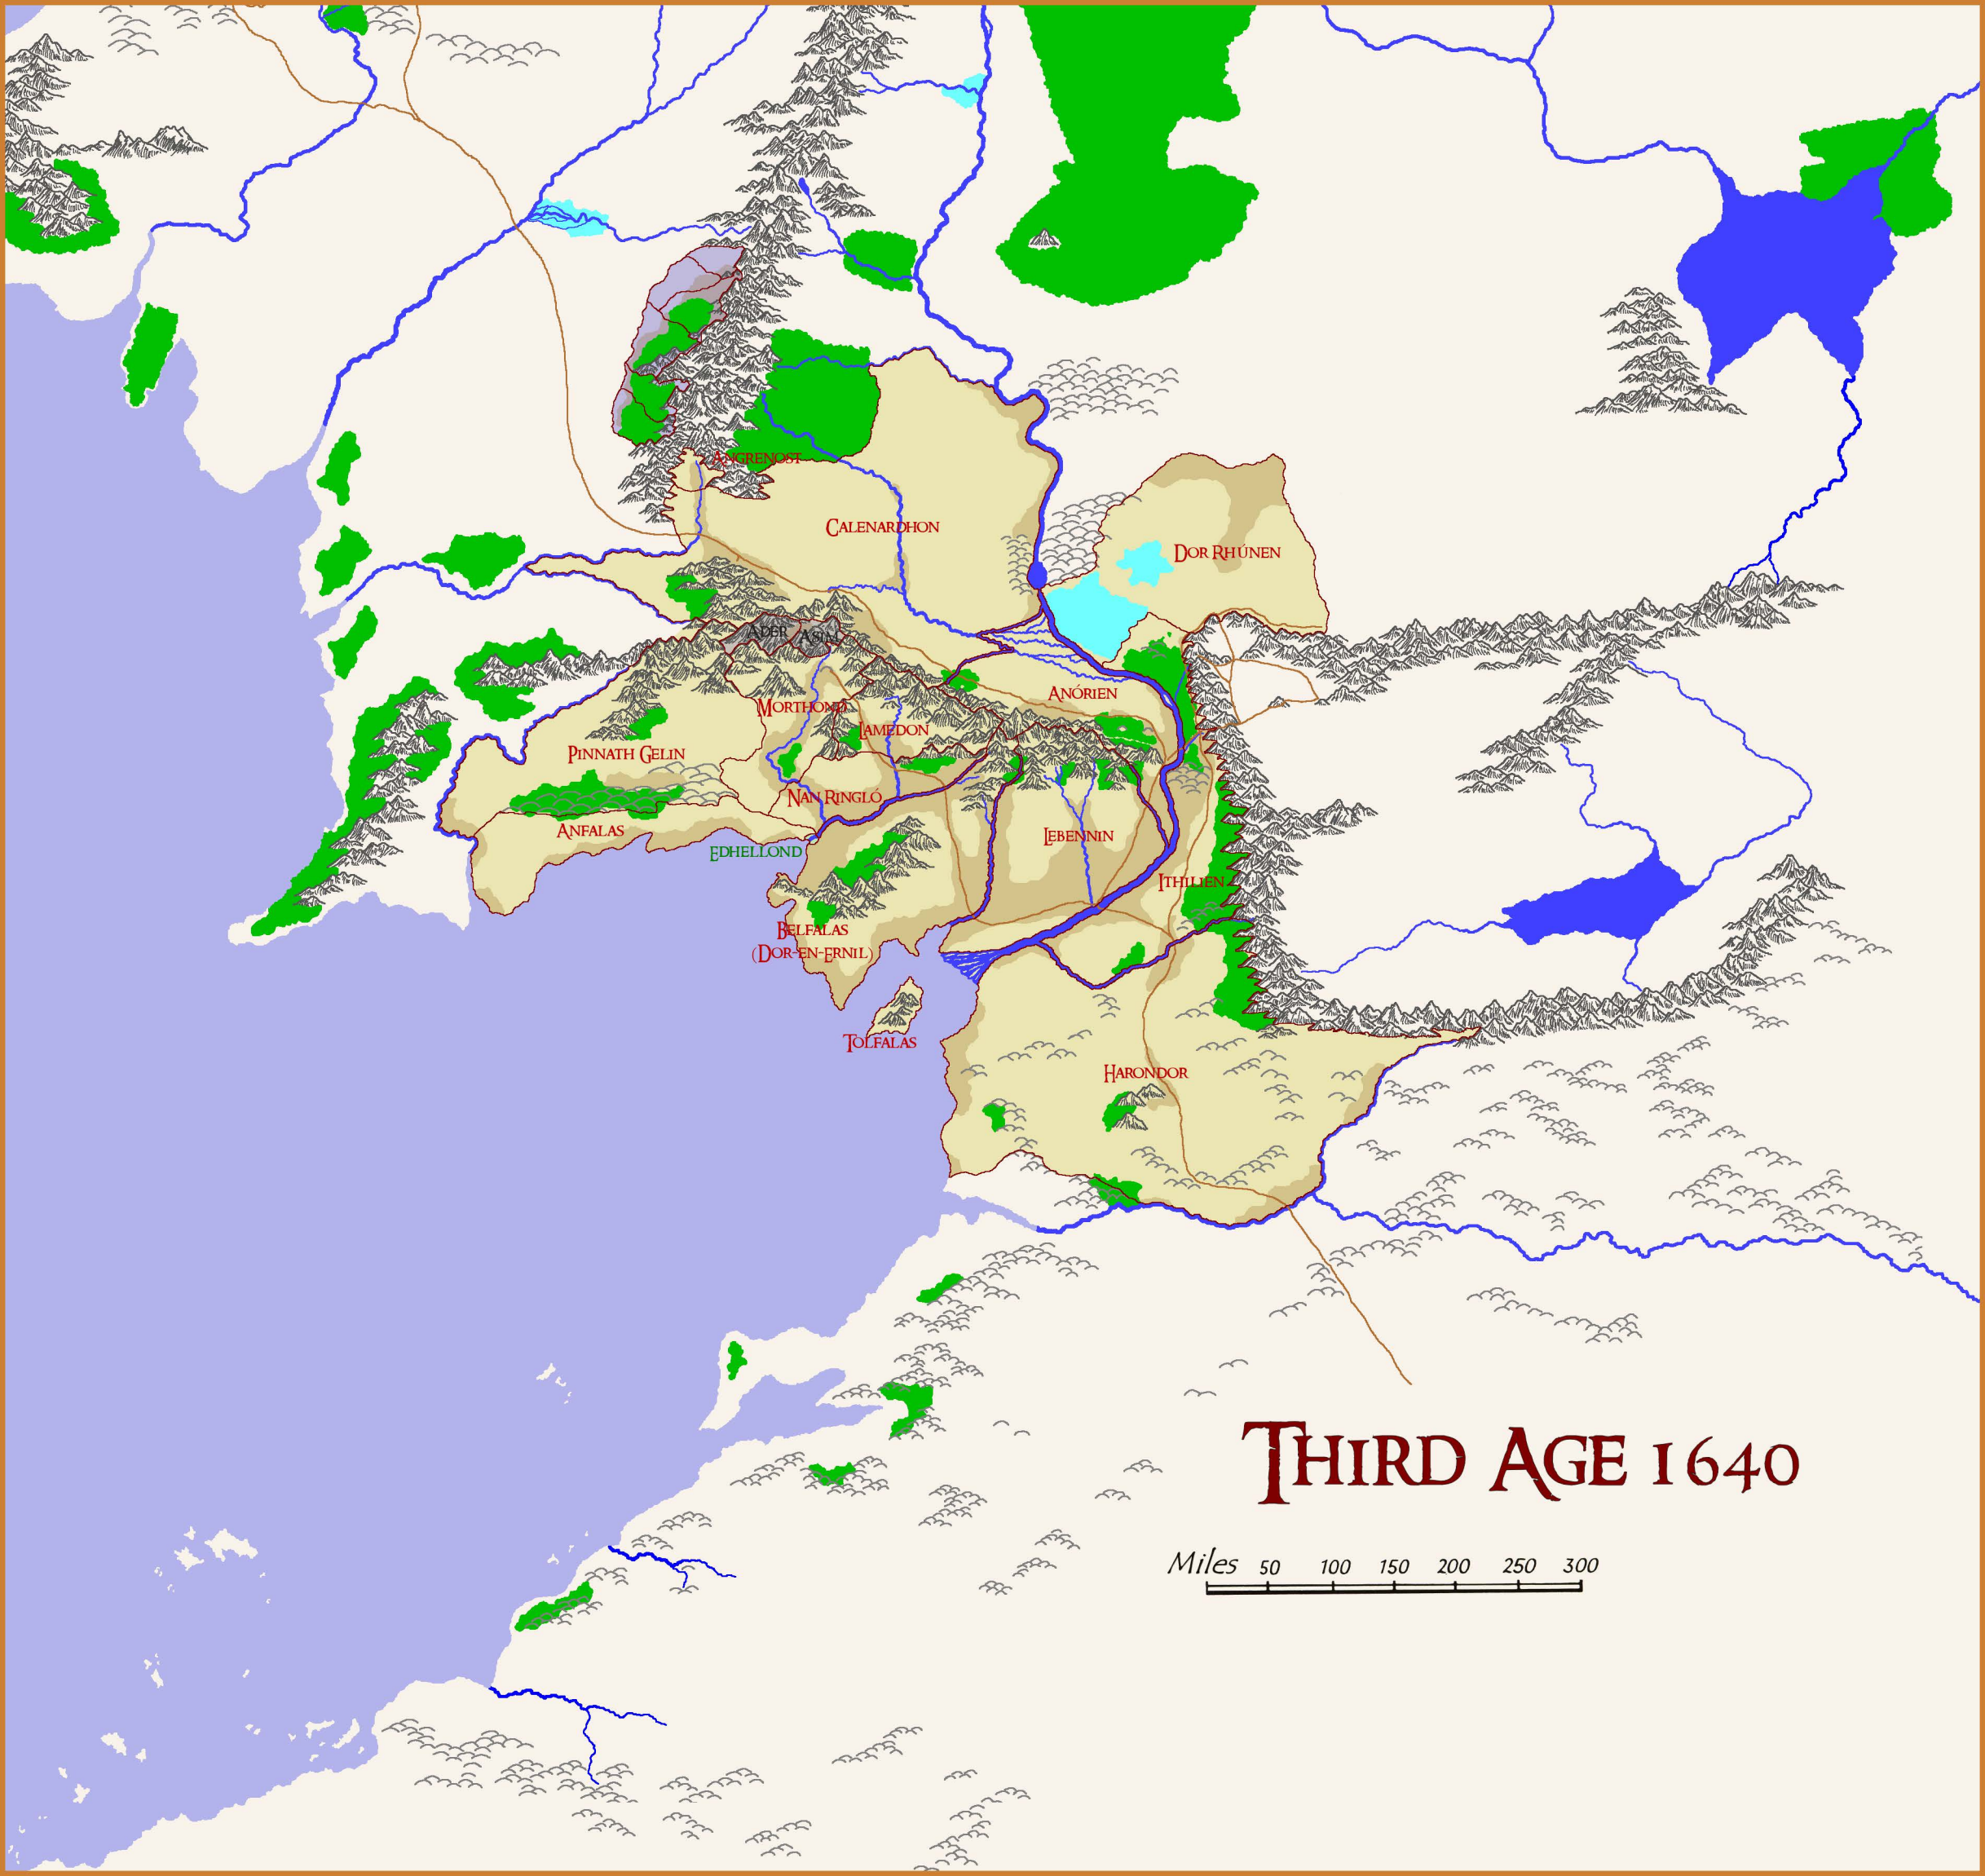 Angrenost
Calenardhon
Dor Rhúnen
Ader
Asim
Anórien
Morthond
Lamedon
Pinnath Gelin
Nan Ringló
Anfalas
Lebennin
Edhellond
Ithilien
Belfalas
(Dor-en-Ernil)
Tolfalas
Harondor
Third Age 1640
Miles 50 100 150 200 250 300